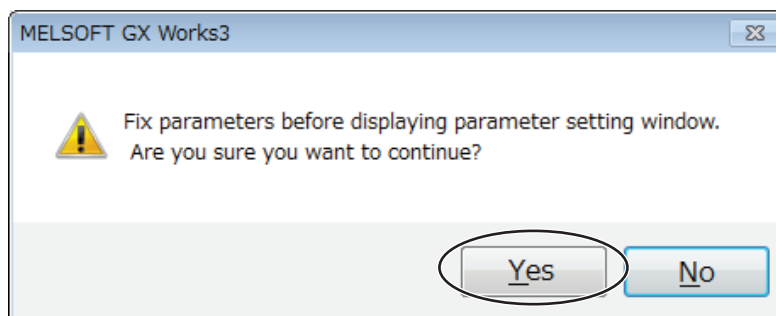 MELSOFT GX Works3
Fix parameters before displaying parameter setting window.
Are you sure you want to continue?
Yes
No